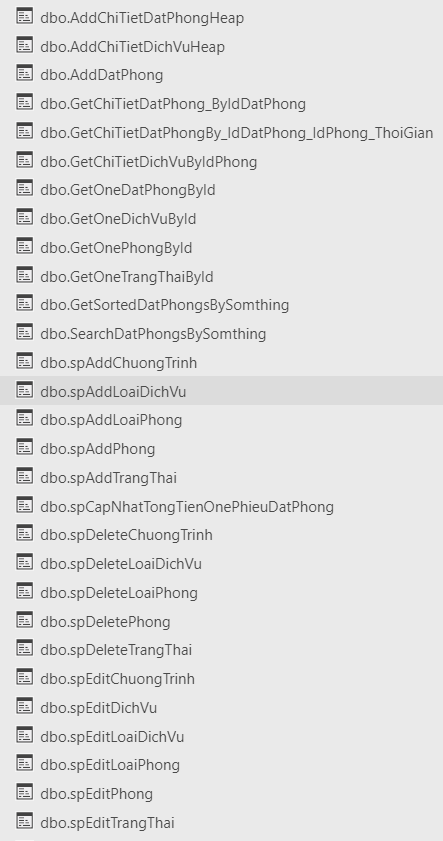 dbo.AddChiTietDatPhongHeap
dbo.AddChiTietDichVuHeap
dbo.AddDatPhong
dbo.GetChiTietDatPhong_ByIdDatPhong
dbo.GetChiTietDatPhongBy_IdDatPhong_IdPhong_ThoiGian
dbo.GetChiTietDichVuByIdPhong
dbo.GetOneDatPhongById
dbo.GetOneDichVuById
dbo.GetOnePhongById
dbo.GetOneTrangThaiById
dbo.GetSortedDatPhongsBySomthing
dbo.SearchDatPhongsBySomthing
dbo.spAddChuongTrinh
dbo.spAddLoaiDichVu
dbo.spAddLoaiPhong
dbo.spAddPhong
dbo.spAddTrangThai
dbo.spCapNhatTongTienOnePhieuDatPhong
dbo.spDeleteChuongTrinh
dbo.spDeleteLoaiDichVu
dbo.spDeleteLoaiPhong
dbo.spDeletePhong
dbo.spDeleteTrangThai
dbo.spEditChuongTrinh
dbo.spEditDichVu
dbo.spEditLoaiDichVu
dbo.spEditLoaiPhong
dbo.spEditPhong
dbo.spEditTrangThai